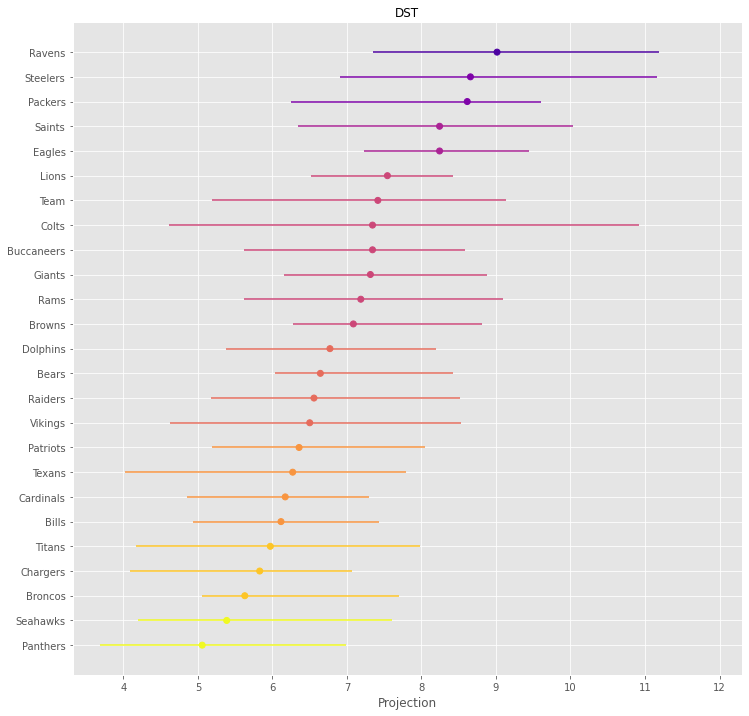 DST
Ravens
Steelers
Packers
Saints
Eagles
Lions
Team
Colts
Buccaneers
Giants
Rams
Browns
Dolphins
Bears
Raiders
Vikings
Patriots
Texans
Cardinals
Bills
Titans
Chargers
Broncos
Seahawks
Panthers
4 5 6 7 8 9 10 11 12
Projection